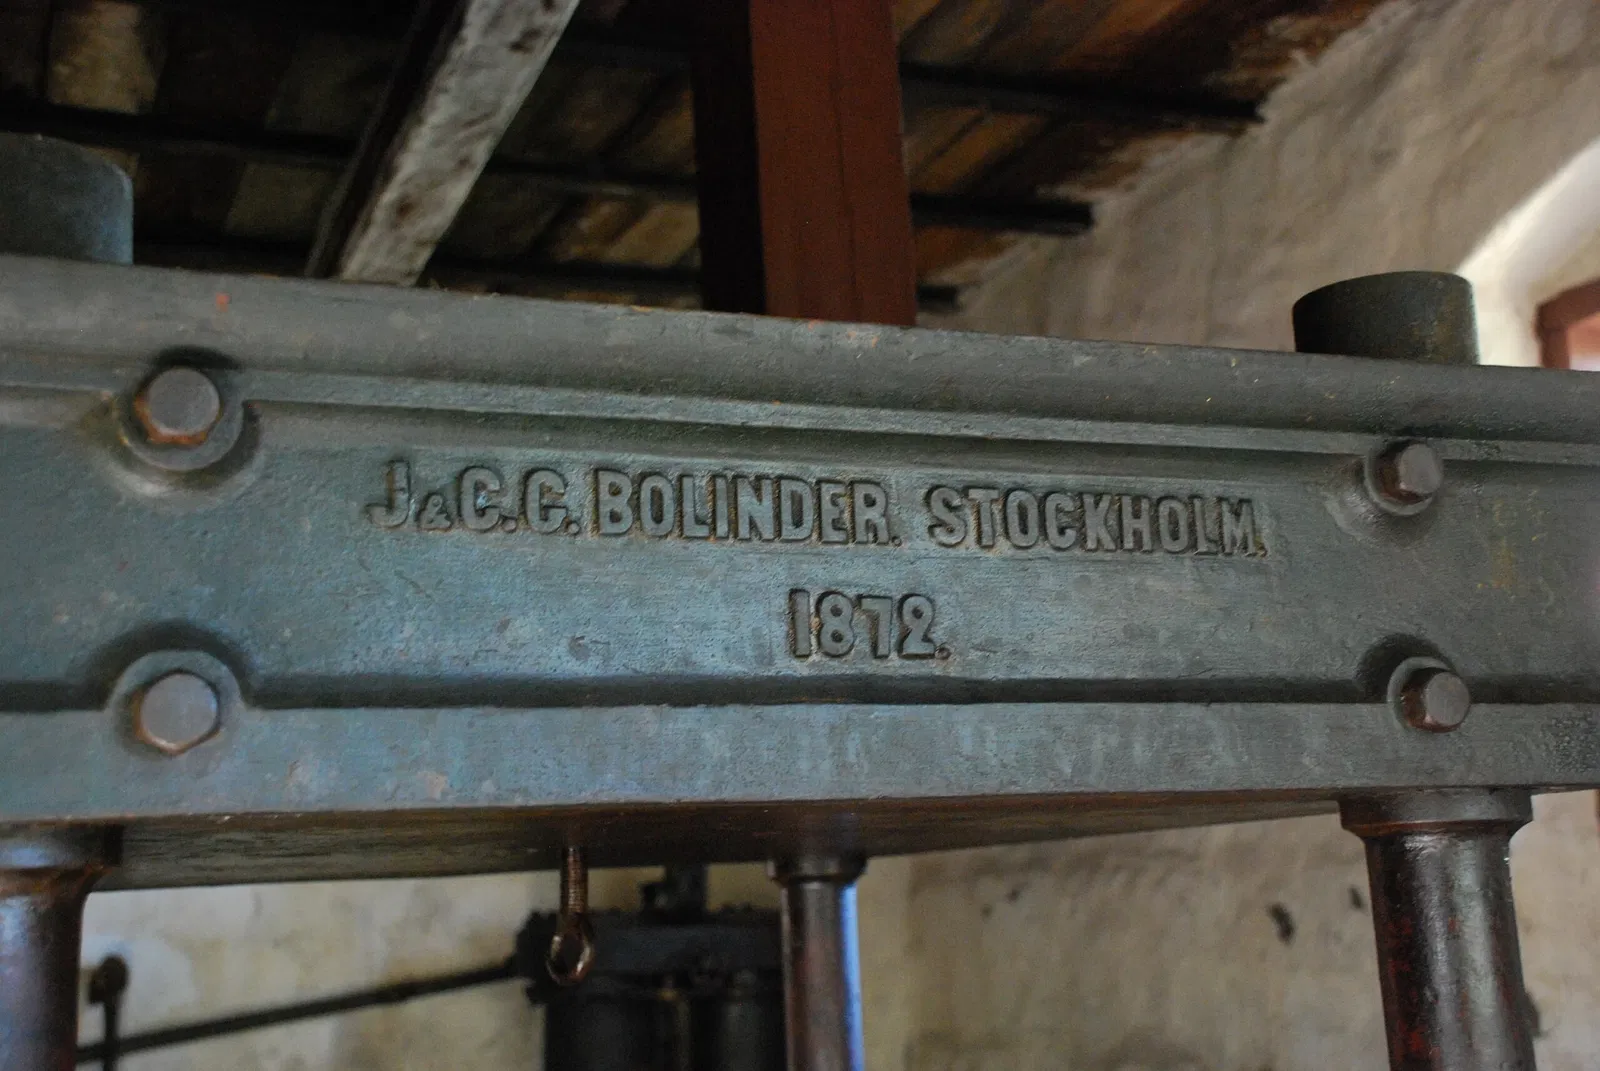 J & C.G. BOLINDER. STOCKHOLM.
1872.